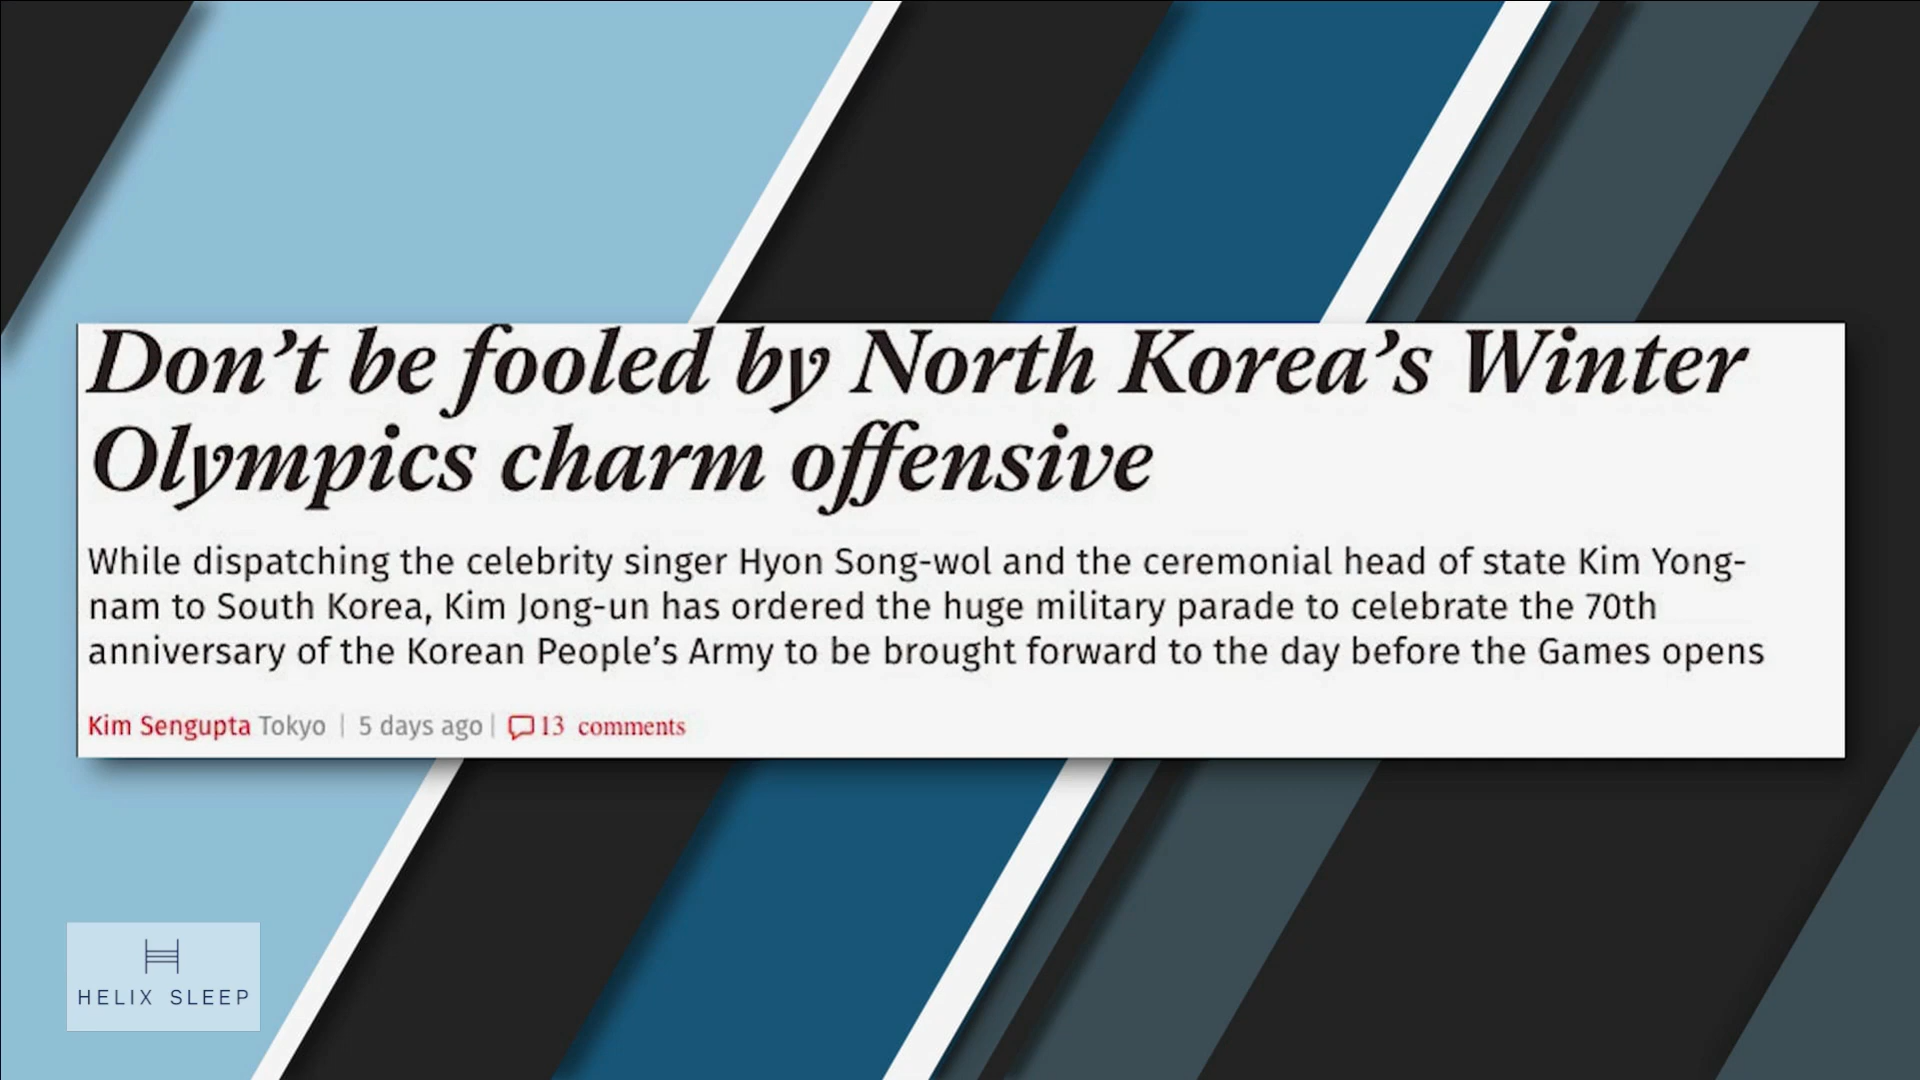 Don’t be fooled by North Korea’s Winter
Olympics charm offensive
While dispatching the celebrity singer Hyon Song-wol and the ceremonial head of state Kim Yong-
nam to South Korea, Kim Jong-un has ordered the huge military parade to celebrate the 70th
anniversary of the Korean People’s Army to be brought forward to the day before the Games opens
Kim Sengupta Tokyo | 5 days ago | 13 comments
HELIX SLEEP